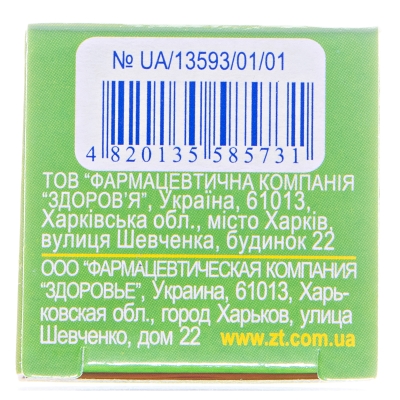 № UA/13593/01/01
4 820135 585731
ТОВ "ФАРМАЦЕВТИЧНА КОМПАНІЯ
"ЗДОРОВ'Я", Україна, 61013,
Харківська обл., місто Харків,
вулиця Шевченка, будинок 22
ООО "ФАРМАЦЕВТИЧЕСКАЯ КОМПАНИЯ
"ЗДОРОВЬЕ", Украина, 61013, Харь-
ковская обл., город Харьков, улица
Шевченко, дом 22 www.zt.com.ua